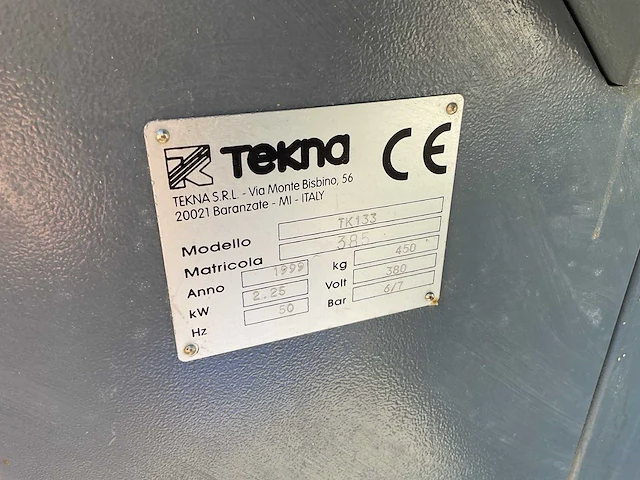 TK Tekna CE
TEKNA S.R.L - Via Monte Bisbino, 56
20021 Baranzate - MI - ITALY
Modello TK133
Matricola 385
Anno 1999 kg 450
kW 2.25 Volt 380
Hz 50 Bar 6/7